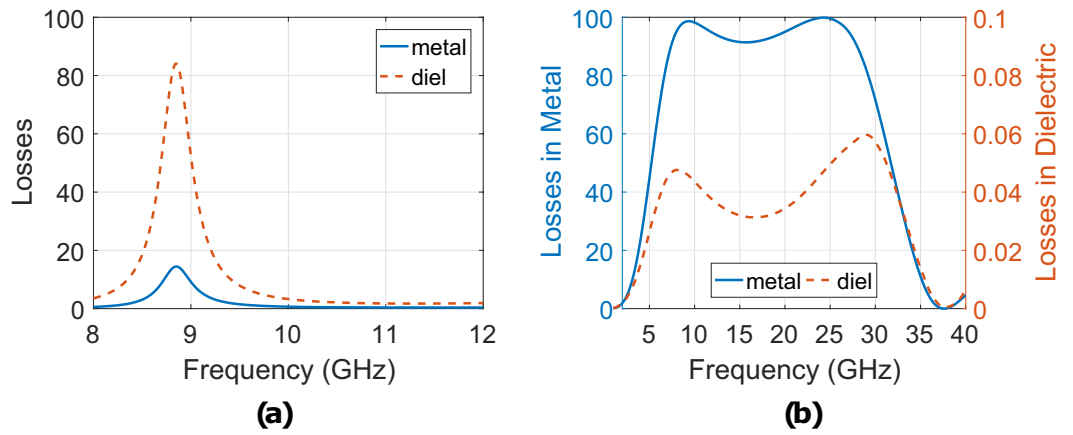 100
80
60
40
20
0
Losses
metal
diel
8
9
10
11
12
Frequency (GHz)
(a)
100
80
60
40
20
0
Losses in Metal
0.1
0.08
0.06
0.04
0.02
0
Losses in Dielectric
metal
diel
5
10
15
20
25
30
35
40
Frequency (GHz)
(b)